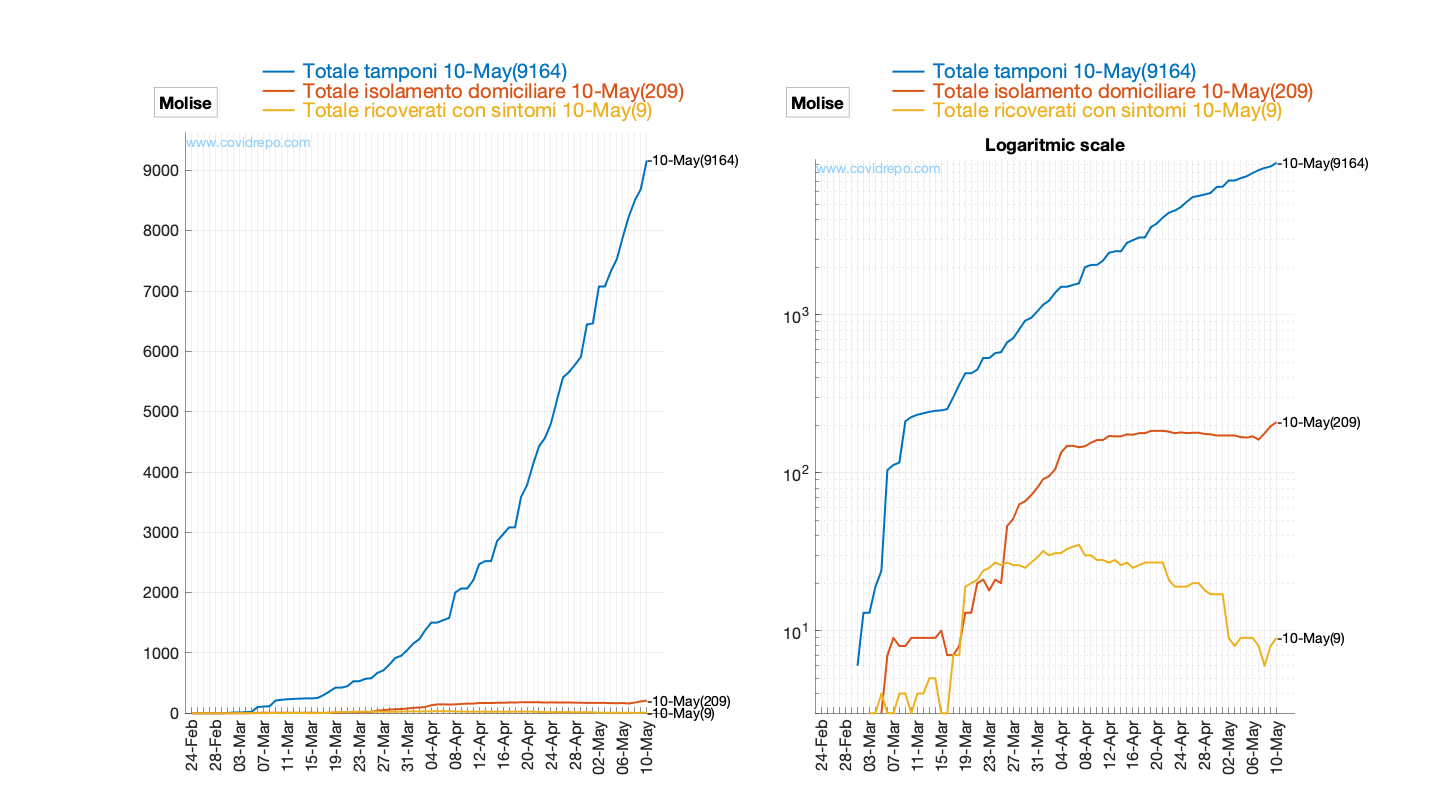 Totale tamponi 10-May(9164)
Totale isolamento domiciliare 10-May(209)
Totale ricoverati con sintomi 10-May(9)
Molise
www.covidrepo.com
9000
8000
7000
6000
5000
4000
3000
2000
1000
0
10-May(9164)
10-May(209)
10-May(9)
24-Feb
28-Feb
03-Mar
07-Mar
11-Mar
15-Mar
19-Mar
23-Mar
27-Mar
31-Mar
04-Apr
08-Apr
12-Apr
16-Apr
20-Apr
24-Apr
28-Apr
02-May
06-May
10-May
Totale tamponi 10-May(9164)
Totale isolamento domiciliare 10-May(209)
Totale ricoverati con sintomi 10-May(9)
Molise
Logaritmic scale
www.covidrepo.com
10^3
10^2
10^1
10-May(9164)
10-May(209)
10-May(9)
24-Feb
28-Feb
03-Mar
07-Mar
11-Mar
15-Mar
19-Mar
23-Mar
27-Mar
31-Mar
04-Apr
08-Apr
12-Apr
16-Apr
20-Apr
24-Apr
28-Apr
02-May
06-May
10-May